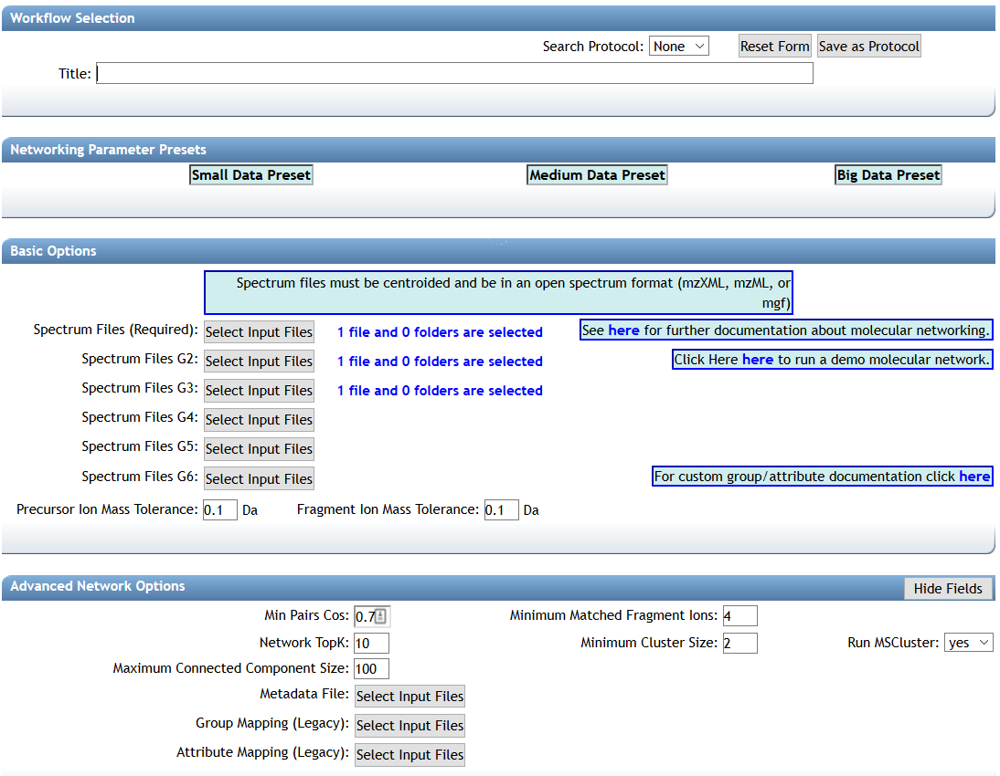 Workflow Selection
Search Protocol: None Reset Form Save as Protocol
Title:
Networking Parameter Presets
Small Data Preset Medium Data Preset Big Data Preset
Basic Options
Spectrum files must be centroided and be in an open spectrum format (mzXML, mzML, or
mgf)
Spectrum Files (Required): Select Input Files 1 file and 0 folders are selected See here for further documentation about molecular networking.
Spectrum Files G2: Select Input Files 1 file and 0 folders are selected Click Here here to run a demo molecular network.
Spectrum Files G3: Select Input Files 1 file and 0 folders are selected
Spectrum Files G4: Select Input Files
Spectrum Files G5: Select Input Files
Spectrum Files G6: Select Input Files For custom group/attribute documentation click here
Precursor Ion Mass Tolerance: 0.1 Da Fragment Ion Mass Tolerance: 0.1 Da
Advanced Network Options Hide Fields
Min Pairs Cos: 0.7 Minimum Matched Fragment Ions: 4
Network TopK: 10 Minimum Cluster Size: 2 Run MSCluster: yes
Maximum Connected Component Size: 100
Metadata File: Select Input Files
Group Mapping (Legacy): Select Input Files
Attribute Mapping (Legacy): Select Input Files